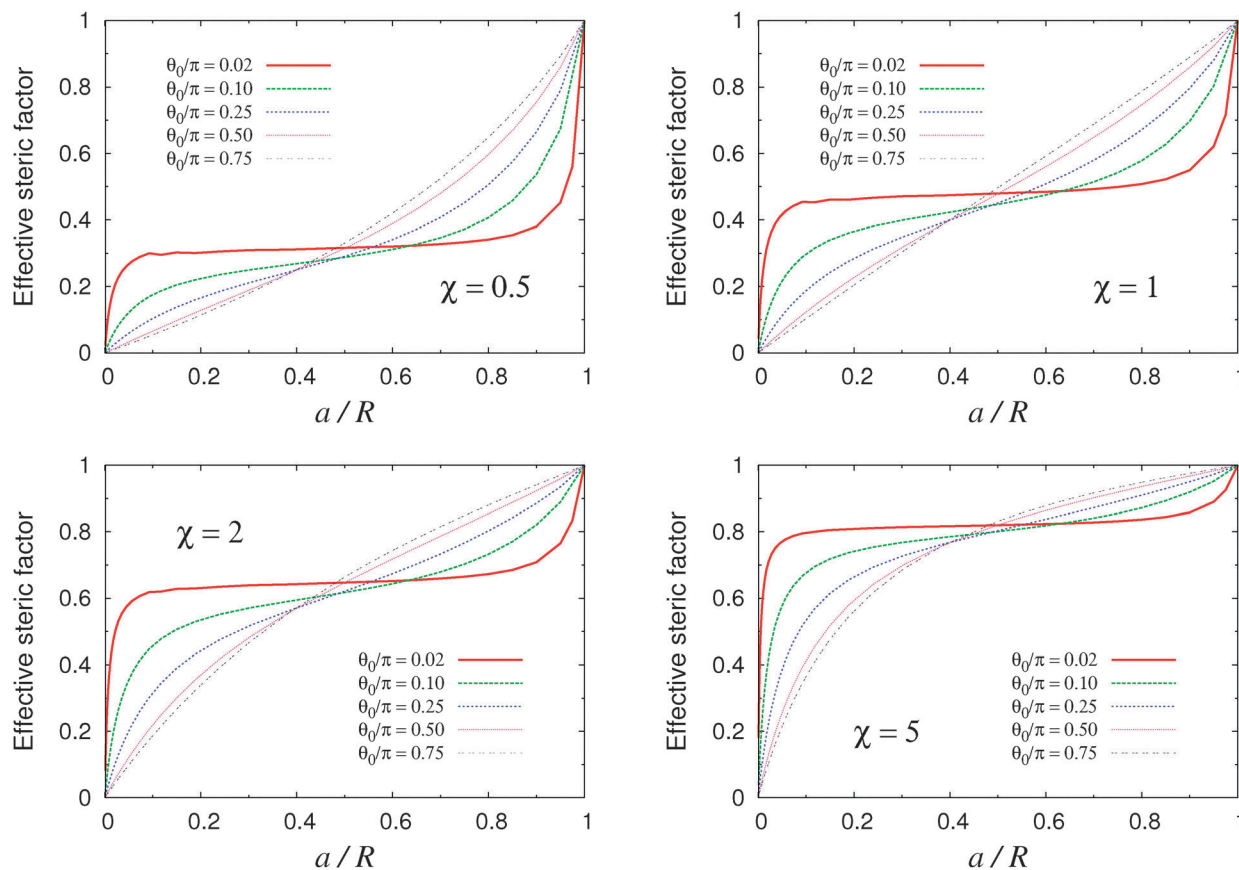 Effective steric factor
1
0.8
0.6
0.4
0.2
0
θ0/π = 0.02
θ0/π = 0.10
θ0/π = 0.25
θ0/π = 0.50
θ0/π = 0.75
χ = 0.5
0 0.2 0.4 0.6 0.8 1
a / R
Effective steric factor
1
0.8
0.6
0.4
0.2
0
θ0/π = 0.02
θ0/π = 0.10
θ0/π = 0.25
θ0/π = 0.50
θ0/π = 0.75
χ = 1
0 0.2 0.4 0.6 0.8 1
a / R
Effective steric factor
1
0.8
0.6
0.4
0.2
0
χ = 2
θ0/π = 0.02
θ0/π = 0.10
θ0/π = 0.25
θ0/π = 0.50
θ0/π = 0.75
0 0.2 0.4 0.6 0.8 1
a / R
Effective steric factor
1
0.8
0.6
0.4
0.2
0
χ = 5
θ0/π = 0.02
θ0/π = 0.10
θ0/π = 0.25
θ0/π = 0.50
θ0/π = 0.75
0 0.2 0.4 0.6 0.8 1
a / R